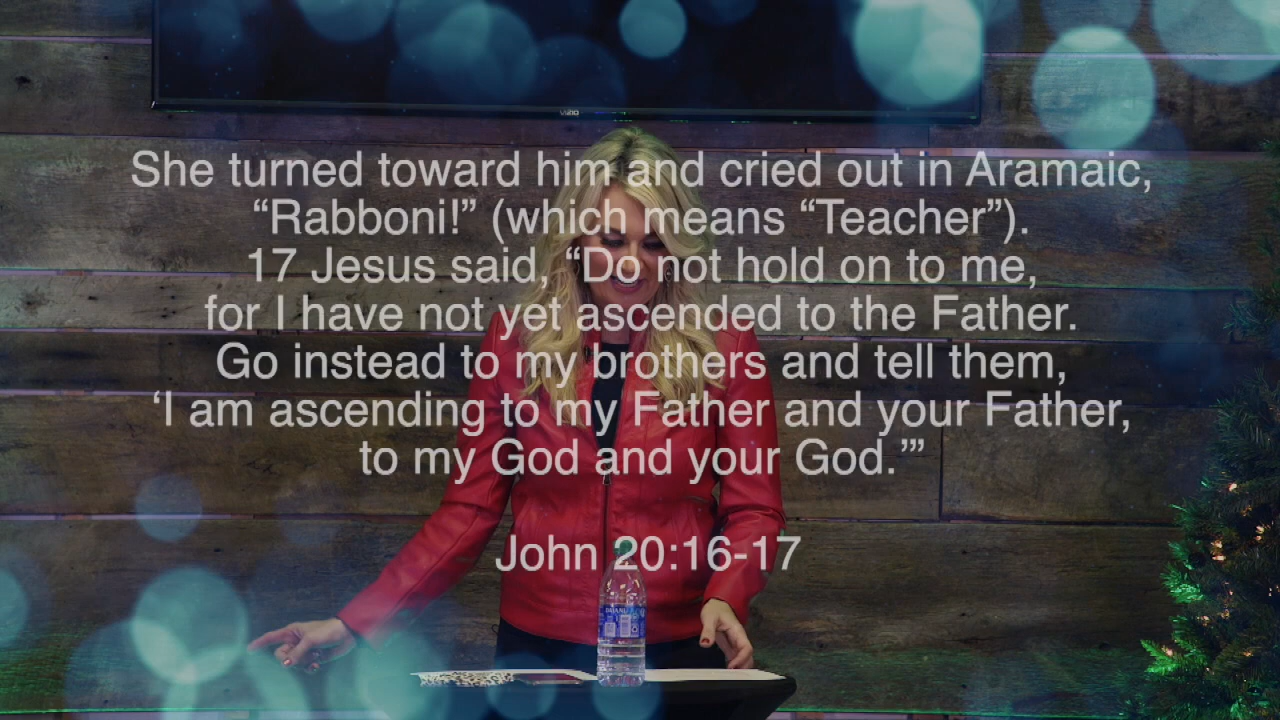 VIZIO
She turned toward him and cried out in Aramaic,
“Rabboni!” (which means “Teacher”).
17 Jesus said, “Do not hold on to me,
for I have not yet ascended to the Father.
Go instead to my brothers and tell them,
‘I am ascending to my Father and your Father,
to my God and your God.’”
John 20:16-17
DASANI